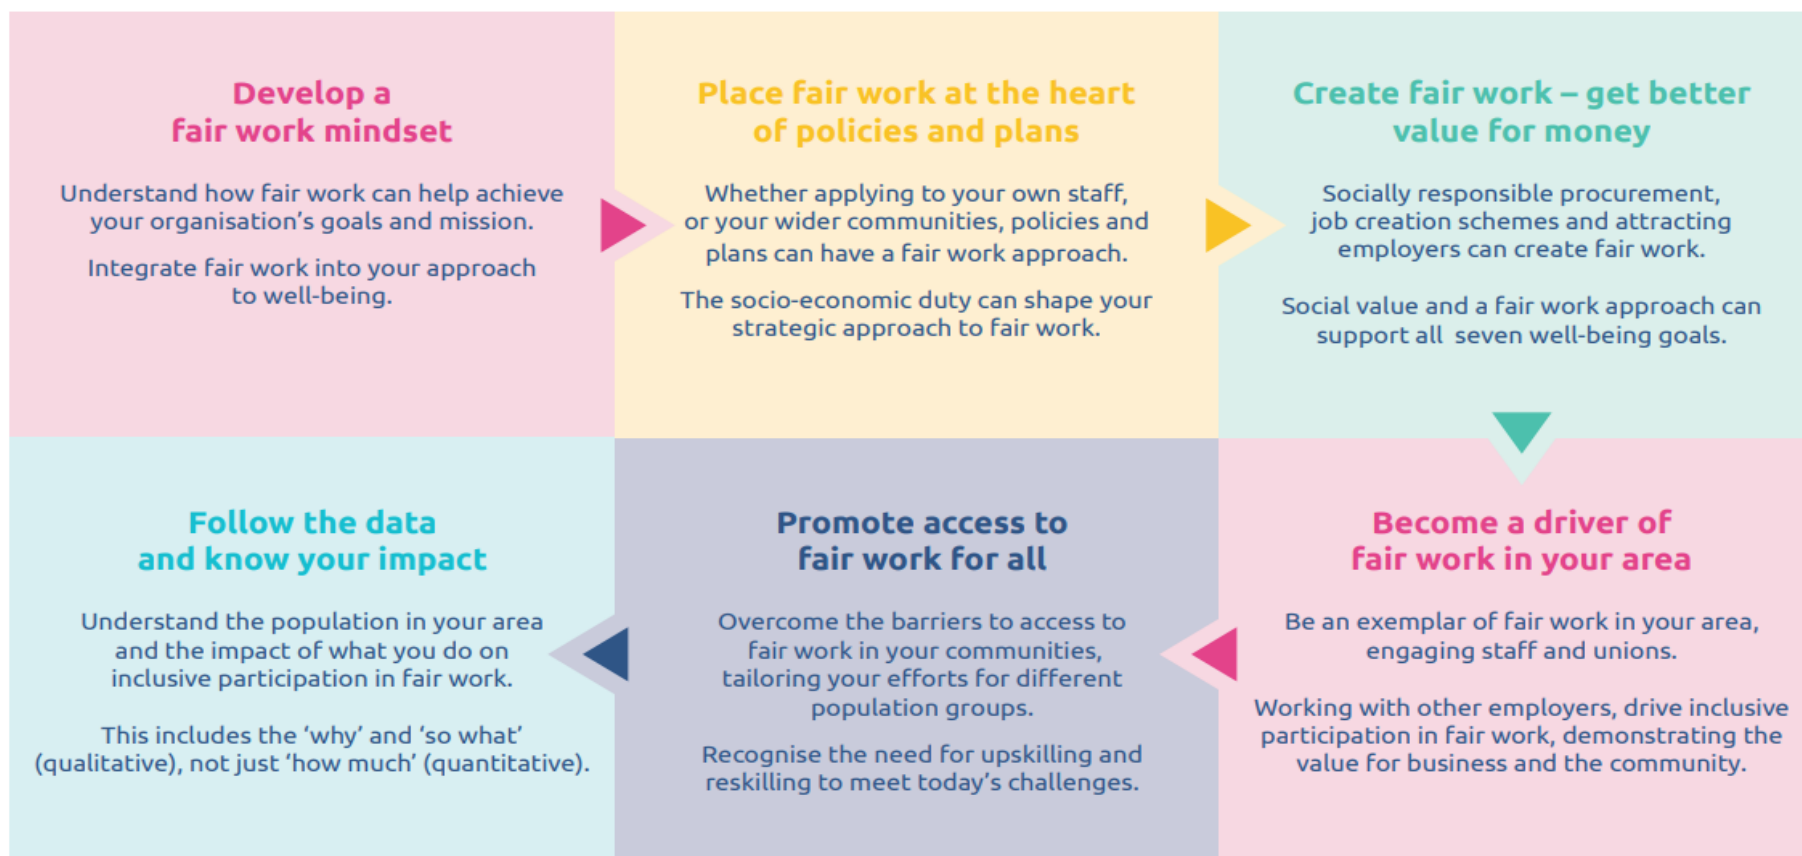 Develop a
fair work mindset
Understand how fair work can help achieve
your organisation’s goals and mission.
Integrate fair work into your approach
to well-being.
Place fair work at the heart
of policies and plans
Whether applying to your own staff,
or your wider communities, policies and
plans can have a fair work approach.
The socio-economic duty can shape your
strategic approach to fair work.
Create fair work – get better
value for money
Socially responsible procurement,
job creation schemes and attracting
employers can create fair work.
Social value and a fair work approach can
support all seven well-being goals.
Become a driver of
fair work in your area
Be an exemplar of fair work in your area,
engaging staff and unions.
Working with other employers, drive inclusive
participation in fair work, demonstrating the
value for business and the community.
Promote access to
fair work for all
Overcome the barriers to access to
fair work in your communities,
tailoring your efforts for different
population groups.
Recognise the need for upskilling and
reskilling to meet today’s challenges.
Follow the data
and know your impact
Understand the population in your area
and the impact of what you do on
inclusive participation in fair work.
This includes the ‘why’ and ‘so what’
(qualitative), not just ‘how much’ (quantitative).